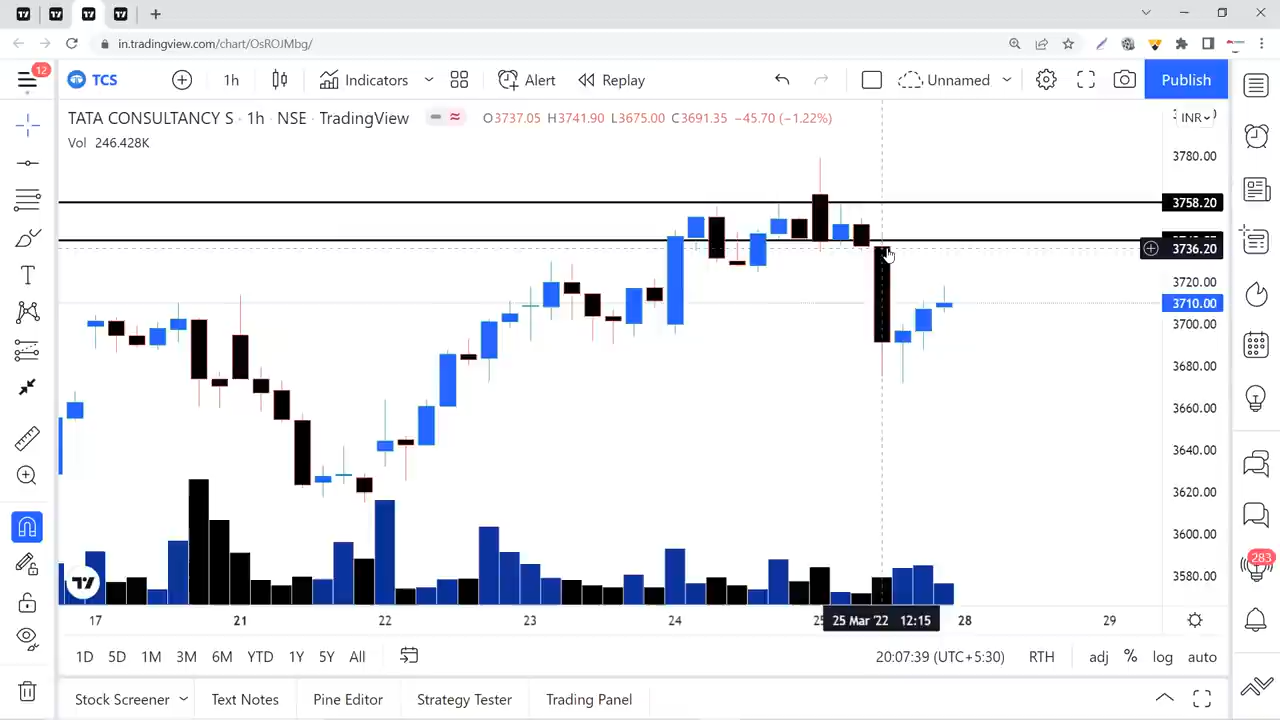 in.tradingview.com/chart/OsROJMbg/
12
TCS
1h
Indicators
Alert
Replay
Unnamed
Publish
TATA CONSULTANCY S · 1h · NSE · TradingView
O3737.05 H3741.90 L3675.00 C3691.35 −45.70 (−1.22%)
INR
Vol 246.428K
3780.00
3758.20
3736.20
3720.00
3710.00
3700.00
3680.00
3660.00
3640.00
3620.00
3600.00
3580.00
283
17 21 22 23 24 25 Mar '22 12:15 28 29
1D 5D 1M 3M 6M YTD 1Y 5Y All
20:07:39 (UTC+5:30) RTH adj % log auto
Stock Screener Text Notes Pine Editor Strategy Tester Trading Panel